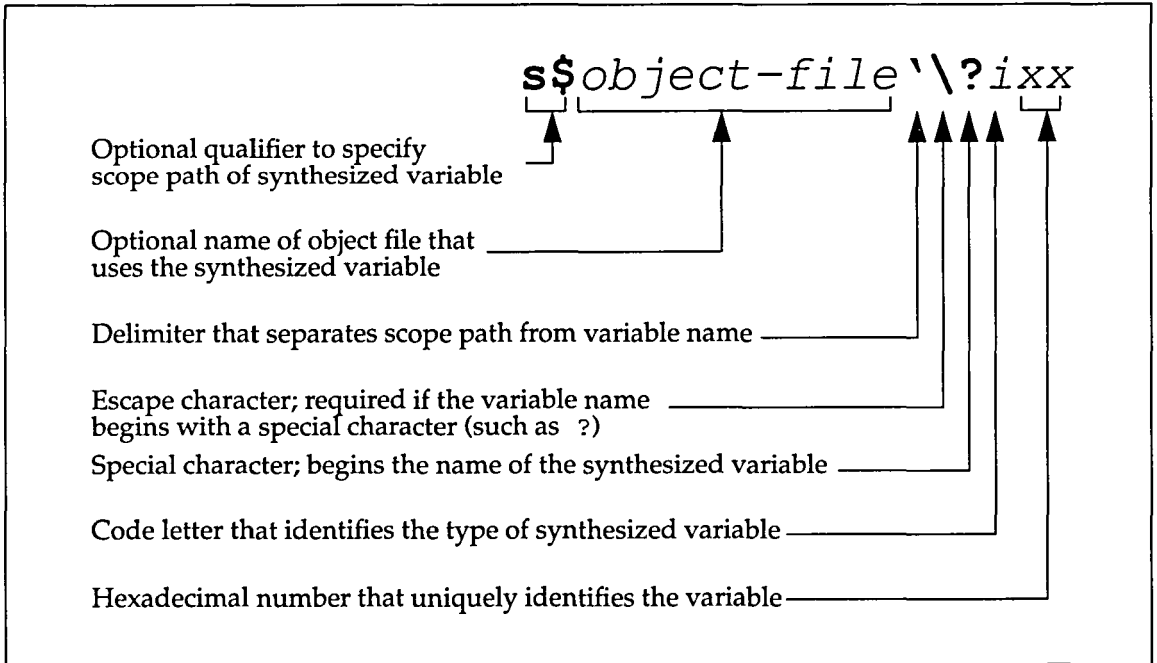 s$object-file`\?ixx
Optional qualifier to specify
scope path of synthesized variable
Optional name of object file that
uses the synthesized variable
Delimiter that separates scope path from variable name
Escape character; required if the variable name
begins with a special character (such as ?)
Special character; begins the name of the synthesized variable
Code letter that identifies the type of synthesized variable
Hexadecimal number that uniquely identifies the variable